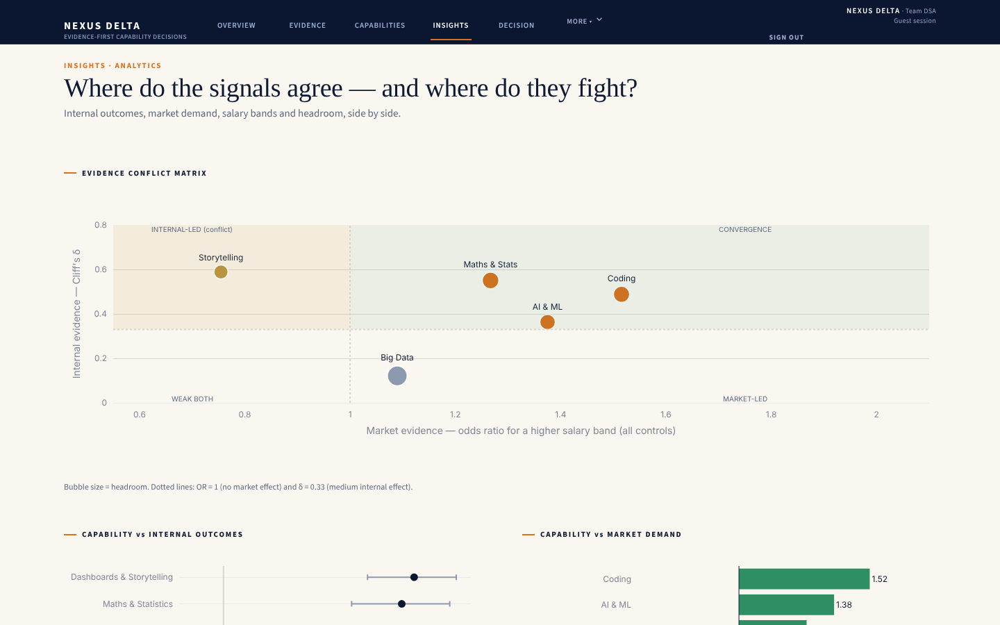 NEXUS DELTA
EVIDENCE-FIRST CAPABILITY DECISIONS
OVERVIEW
EVIDENCE
CAPABILITIES
INSIGHTS
DECISION
MORE ▾
NEXUS DELTA · Team DSA
Guest session
SIGN OUT
INSIGHTS · ANALYTICS
Where do the signals agree — and where do they fight?
Internal outcomes, market demand, salary bands and headroom, side by side.
EVIDENCE CONFLICT MATRIX
INTERNAL-LED (conflict)
CONVERGENCE
Storytelling
Maths & Stats
Coding
AI & ML
Big Data
WEAK BOTH
MARKET-LED
Internal evidence — Cliff's δ
0.8
0.6
0.4
0.2
0
0.6
0.8
1
1.2
1.4
1.6
1.8
2
Market evidence — odds ratio for a higher salary band (all controls)
Bubble size = headroom. Dotted lines: OR = 1 (no market effect) and δ = 0.33 (medium internal effect).
CAPABILITY vs INTERNAL OUTCOMES
Dashboards & Storytelling
Maths & Statistics
CAPABILITY vs MARKET DEMAND
Coding
1.52
AI & ML
1.38